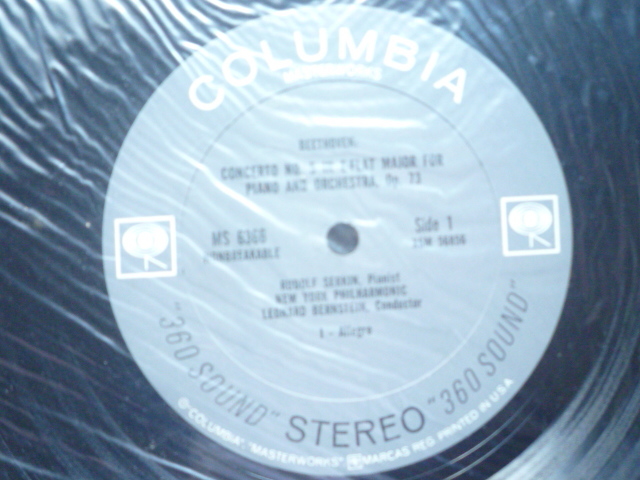 COLUMBIA
BEETHOVEN:
CONCERTO NO. 5 IN E-FLAT MAJOR FOR
PIANO AND ORCHESTRA, Op. 73
MS 6366
Side 1
NONBREAKABLE
RUDOLF SERKIN, Pianist
NEW YORK PHILHARMONIC
LEONARD BERNSTEIN, Conductor
I - Allegro
"360 SOUND" STEREO "360 SOUND"
"COLUMBIA", "MASTERWORKS", MARCAS REG. PRINTED IN U.S.A.